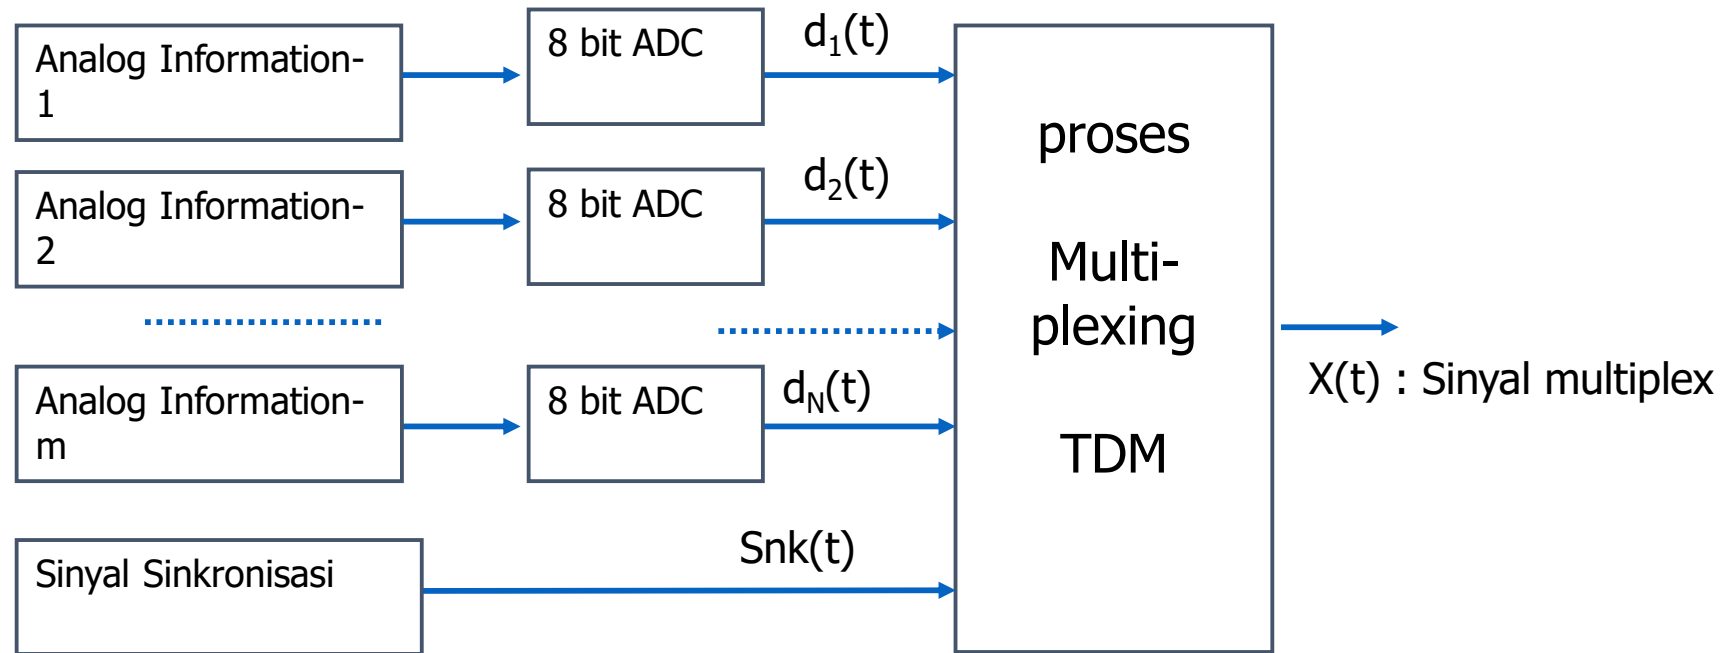 Analog Information-
1
8 bit ADC
d₁(t)
Analog Information-
2
8 bit ADC
d₂(t)
Analog Information-
m
8 bit ADC
d_N(t)
Sinyal Sinkronisasi
Snk(t)
proses
Multi-
plexing
TDM
X(t) : Sinyal multiplex